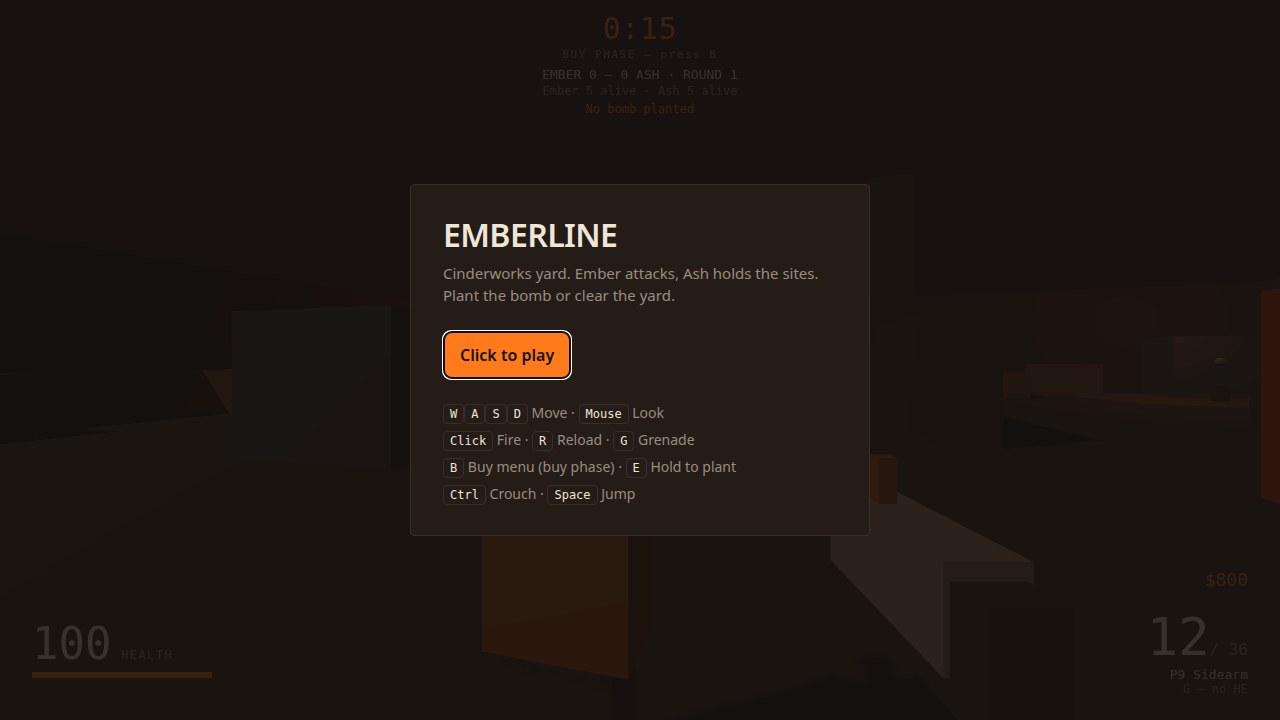 0:15
BUY PHASE — press B
EMBER 0 — 0 ASH · ROUND 1
Ember 5 alive · Ash 5 alive
No bomb planted
EMBERLINE
Cinderworks yard. Ember attacks, Ash holds the sites.
Plant the bomb or clear the yard.
Click to play
W A S D Move · Mouse Look
Click Fire · R Reload · G Grenade
B Buy menu (buy phase) · E Hold to plant
Ctrl Crouch · Space Jump
$800
100 HEALTH
12 / 36
P9 Sidearm
G — no HE